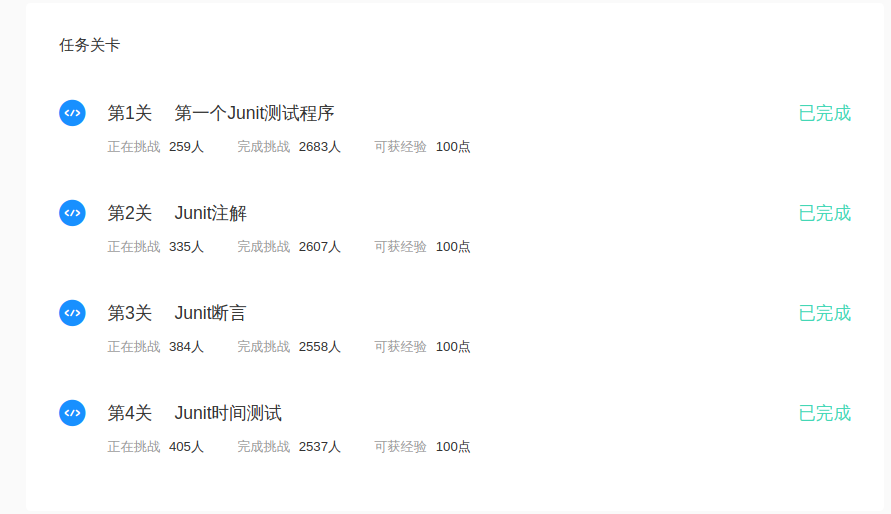 任务关卡
第1关 第一个Junit测试程序 已完成
正在挑战 259人 完成挑战 2683人 可获经验 100点
第2关 Junit注解 已完成
正在挑战 335人 完成挑战 2607人 可获经验 100点
第3关 Junit断言 已完成
正在挑战 384人 完成挑战 2558人 可获经验 100点
第4关 Junit时间测试 已完成
正在挑战 405人 完成挑战 2537人 可获经验 100点